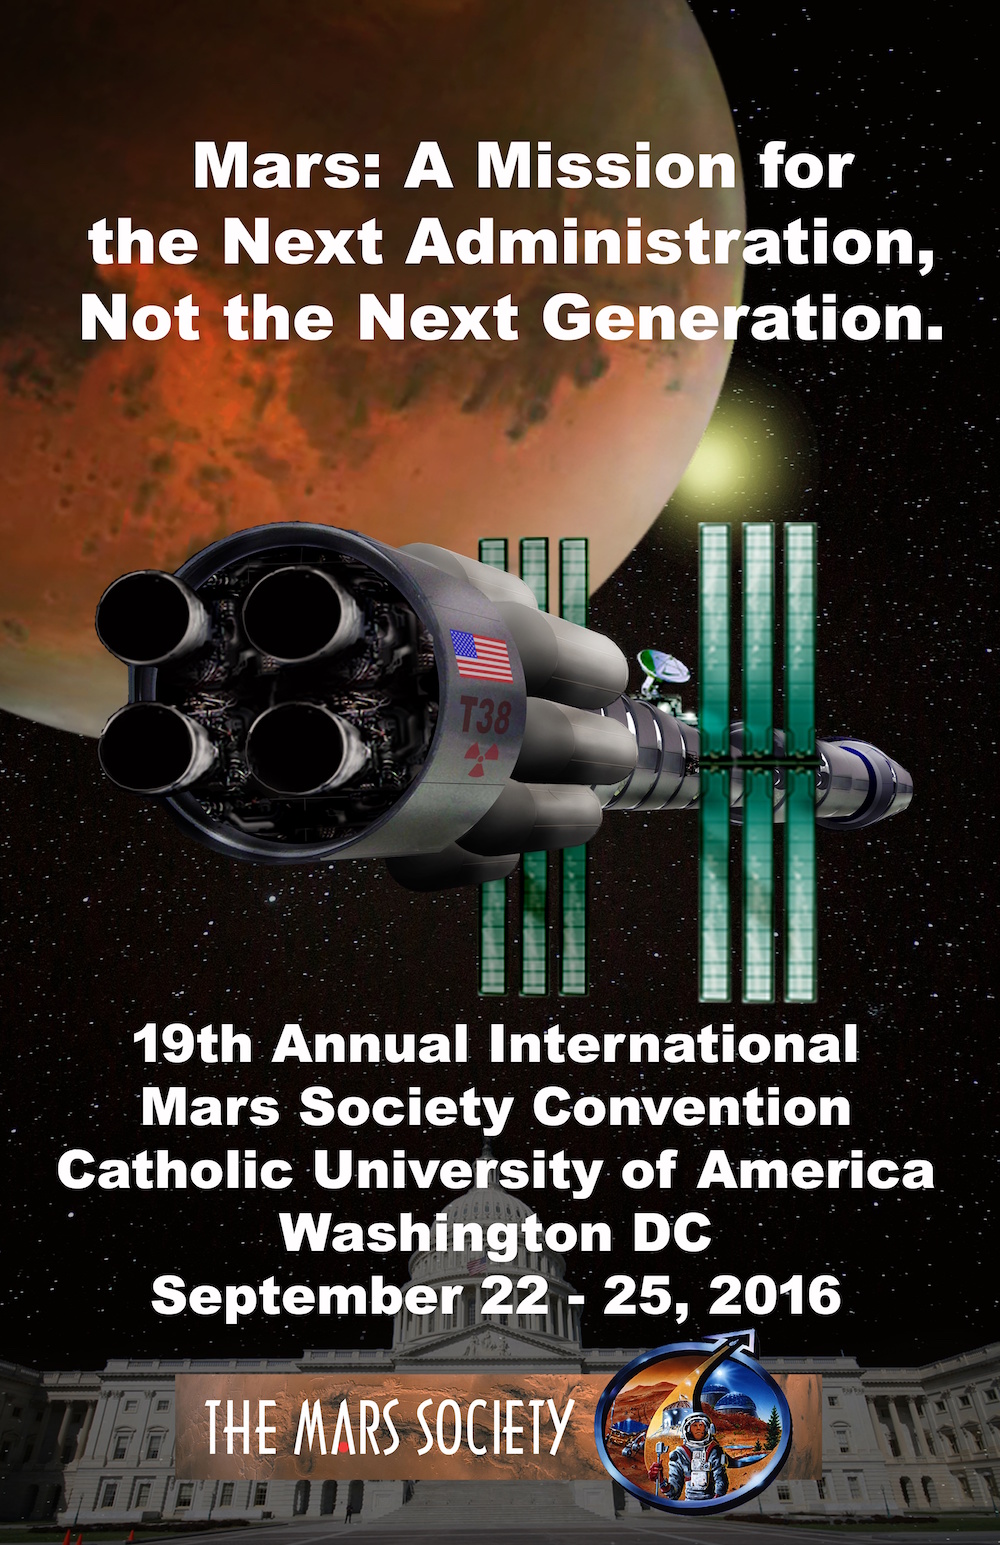 Mars: A Mission for
the Next Administration,
Not the Next Generation.
T38
19th Annual International
Mars Society Convention
Catholic University of America
Washington DC
September 22 - 25, 2016
THE MARS SOCIETY